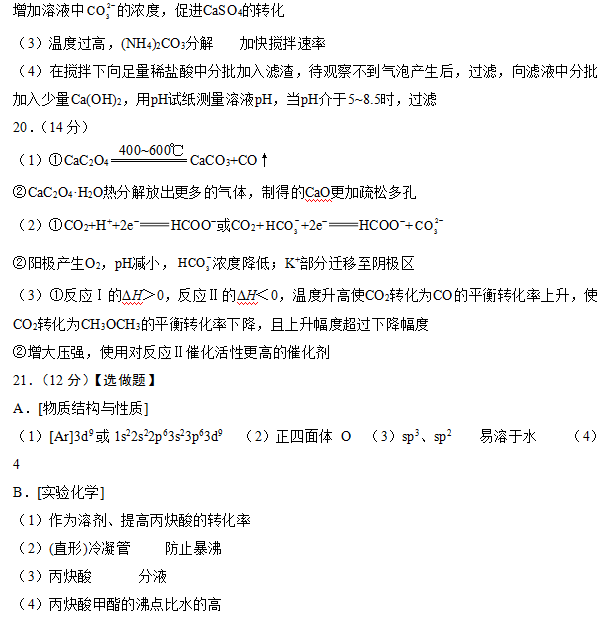 增加溶液中CO₃²⁻的浓度，促进CaSO₄的转化
（3）温度过高，(NH₄)₂CO₃分解 加快搅拌速率
（4）在搅拌下向足量稀盐酸中分批加入滤渣，待观察不到气泡产生后，过滤，向滤液中分批
加入少量Ca(OH)₂，用pH试纸测量溶液pH，当pH介于5~8.5时，过滤
20.（14分）
（1）①CaC₂O₄ 400~600℃ CaCO₃+CO↑
②CaC₂O₄·H₂O热分解放出更多的气体，制得的CaO更加疏松多孔
（2）①CO₂+H⁺+2e⁻══HCOO⁻或CO₂+HCO₃⁻+2e⁻══HCOO⁻+CO₃²⁻
②阳极产生O₂，pH减小，HCO₃⁻浓度降低；K⁺部分迁移至阴极区
（3）①反应Ⅰ的ΔH＞0，反应Ⅱ的ΔH＜0，温度升高使CO₂转化为CO的平衡转化率上升，使
CO₂转化为CH₃OCH₃的平衡转化率下降，且上升幅度超过下降幅度
②增大压强，使用对反应Ⅱ催化活性更高的催化剂
21.（12分）【选做题】
A．[物质结构与性质]
（1）[Ar]3d⁹或1s²2s²2p⁶3s²3p⁶3d⁹ （2）正四面体 O （3）sp³、sp² 易溶于水 （4）
4
B．[实验化学]
（1）作为溶剂、提高丙炔酸的转化率
（2）(直形)冷凝管 防止暴沸
（3）丙炔酸 分液
（4）丙炔酸甲酯的沸点比水的高